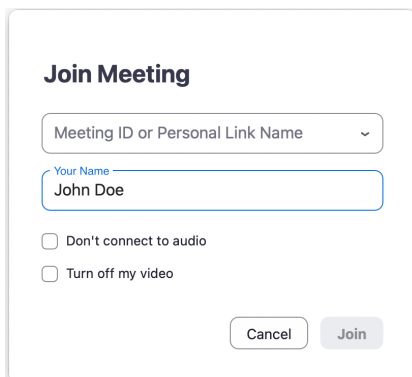 Join Meeting
Meeting ID or Personal Link Name
Your Name
John Doe
Don't connect to audio
Turn off my video
Cancel Join